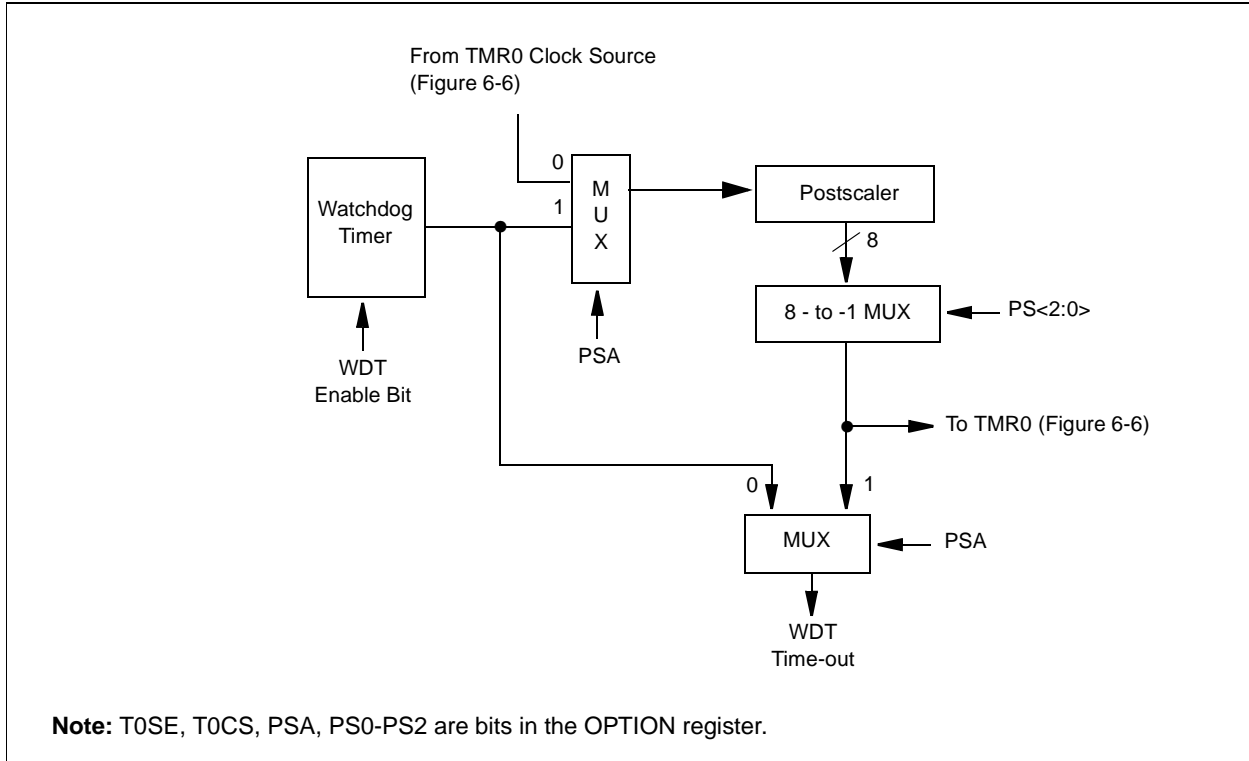 From TMR0 Clock Source
(Figure 6-6)
0
1
M
U
X
Watchdog
Timer
Postscaler
8
8 - to -1 MUX
PS<2:0>
PSA
WDT
Enable Bit
To TMR0 (Figure 6-6)
0
1
MUX
PSA
WDT
Time-out
Note: T0SE, T0CS, PSA, PS0-PS2 are bits in the OPTION register.